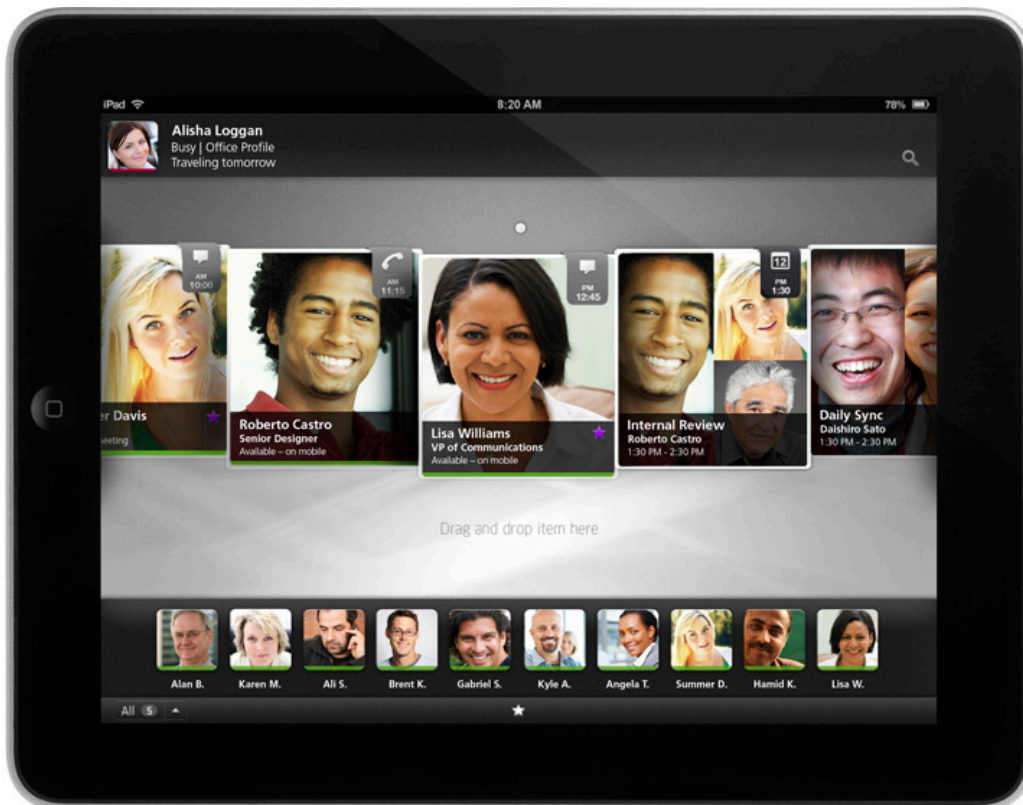 iPad
8:20 AM
78%
Alisha Loggan
Busy | Office Profile
Traveling tomorrow
AM
10:00
er Davis
eeting
AM
11:15
Roberto Castro
Senior Designer
Available – on mobile
PM
12:45
Lisa Williams
VP of Communications
Available – on mobile
12
PM
1:30
Internal Review
Roberto Castro
1:30 PM - 2:30 PM
Daily Sync
Daishiro Sato
1:30 PM - 2:30 PM
Drag and drop item here
Alan B.
Karen M.
Ali S.
Brent K.
Gabriel S.
Kyle A.
Angela T.
Summer D.
Hamid K.
Lisa W.
All 5